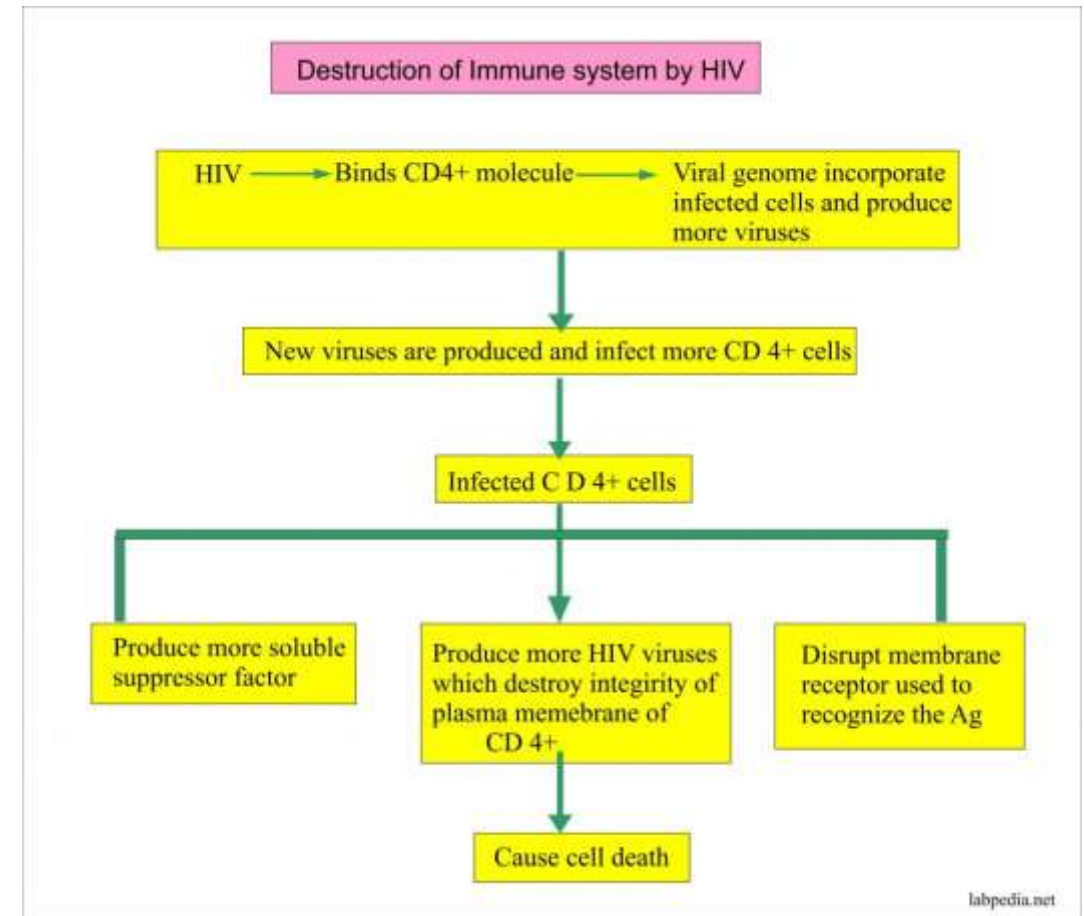 Destruction of Immune system by HIV
HIV Binds CD4+ molecule Viral genome incorporate
infected cells and produce
more viruses
New viruses are produced and infect more CD 4+ cells
Infected C D 4+ cells
Produce more soluble
suppressor factor
Produce more HIV viruses
which destroy integirity of
plasma memebrane of
CD 4+
Disrupt membrane
receptor used to
recognize the Ag
Cause cell death
labpedia.net